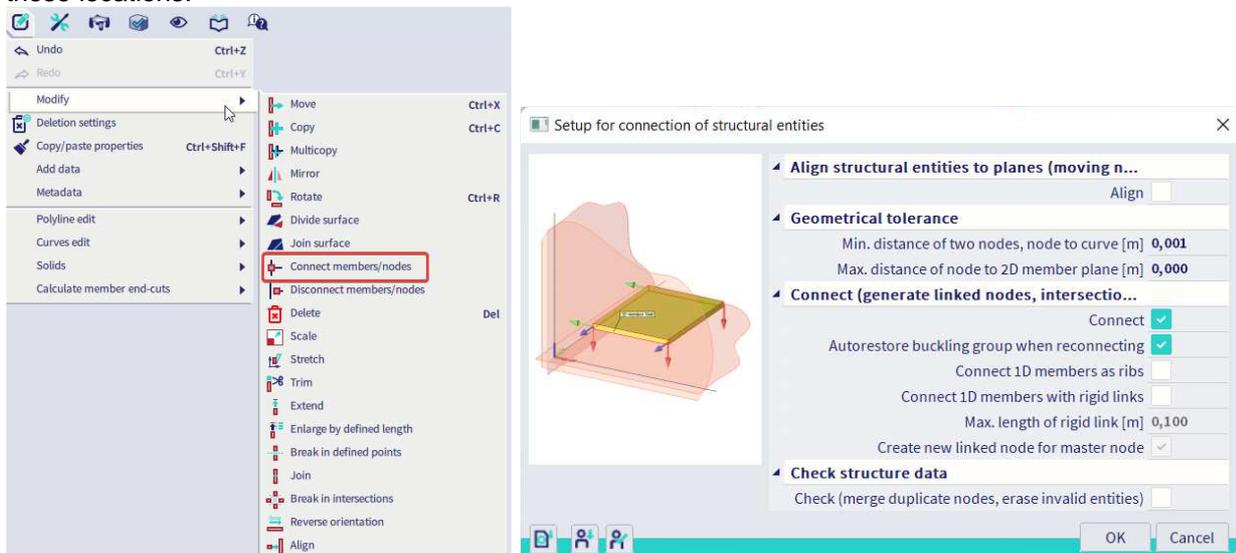 Undo Ctrl+Z
Redo Ctrl+Y
Modify
Deletion settings
Copy/paste properties Ctrl+Shift+F
Add data
Metadata
Polyline edit
Curves edit
Solids
Calculate member end-cuts
Move Ctrl+X
Copy Ctrl+C
Multicopy
Mirror
Rotate Ctrl+R
Divide surface
Join surface
Connect members/nodes
Disconnect members/nodes
Delete Del
Scale
Stretch
Trim
Extend
Enlarge by defined length
Break in defined points
Join
Break in intersections
Reverse orientation
Align
Setup for connection of structural entities
Align structural entities to planes (moving n...
Align
Geometrical tolerance
Min. distance of two nodes, node to curve [m] 0,001
Max. distance of node to 2D member plane [m] 0,000
Connect (generate linked nodes, intersectio...
Connect
Autorestore buckling group when reconnecting
Connect 1D members as ribs
Connect 1D members with rigid links
Max. length of rigid link [m] 0,100
Create new linked node for master node
Check structure data
Check (merge duplicate nodes, erase invalid entities)
OK Cancel